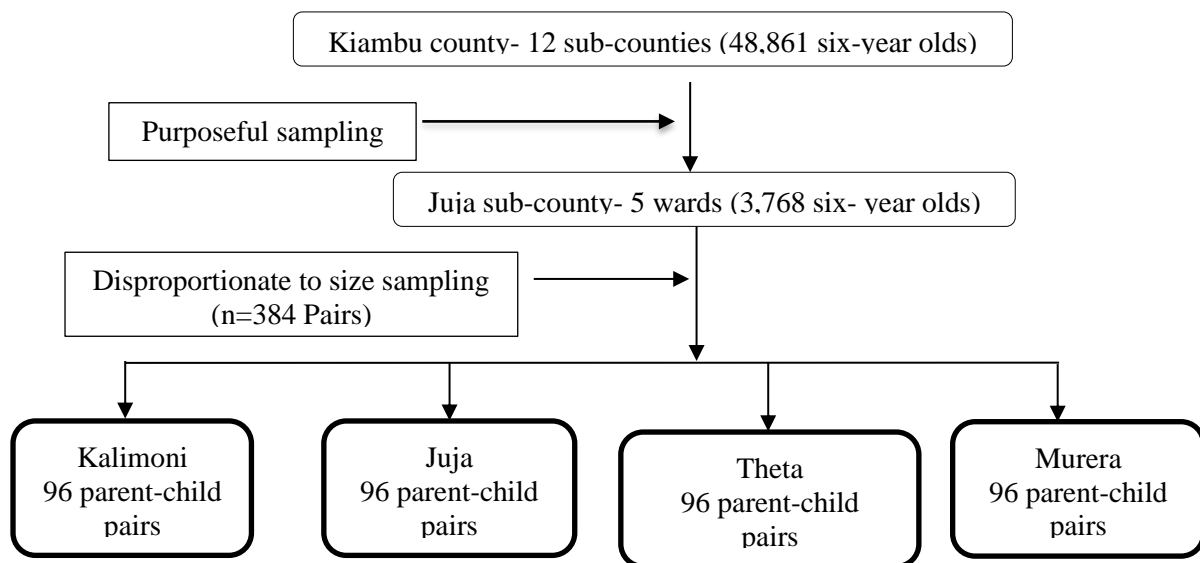 Kiambu county- 12 sub-counties (48,861 six-year olds)
Purposeful sampling
Juja sub-county- 5 wards (3,768 six- year olds)
Disproportionate to size sampling
(n=384 Pairs)
Kalimoni
96 parent-child
pairs
Juja
96 parent-child
pairs
Theta
96 parent-child
pairs
Murera
96 parent-child
pairs